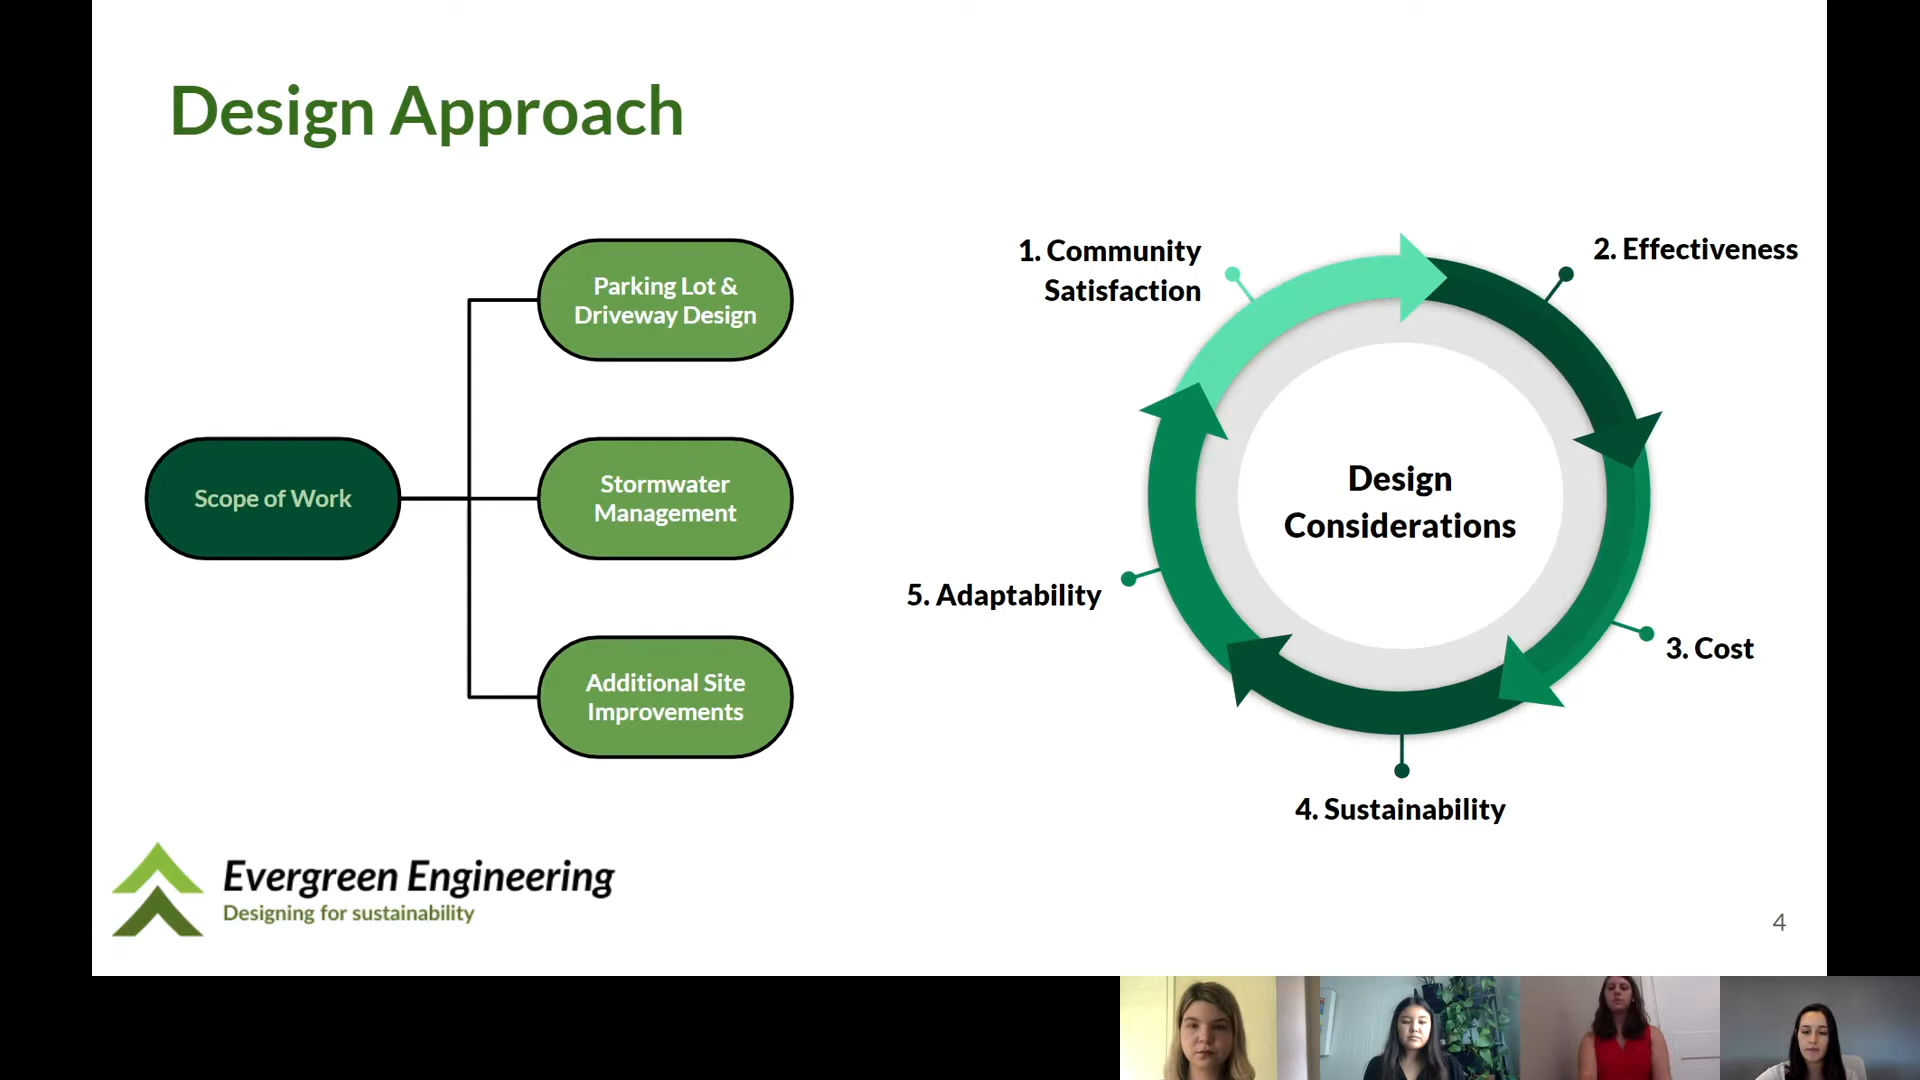 Design Approach
Scope of Work
Parking Lot &
Driveway Design
Stormwater
Management
Additional Site
Improvements
1. Community
Satisfaction
2. Effectiveness
3. Cost
4. Sustainability
5. Adaptability
Design
Considerations
Evergreen Engineering
Designing for sustainability
4